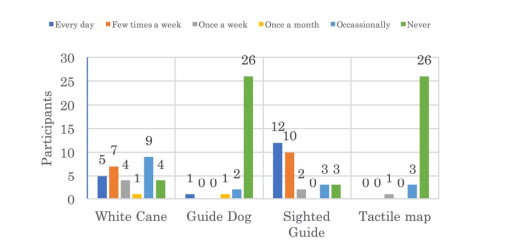 Every day Few times a week Once a week Once a month Occassionally Never
30
25
20
15
10
5
0
Participants
5 7 4 1 9 4
1 0 0 1 2 26
12 10 2 0 3 3
0 0 1 0 3 26
White Cane Guide Dog Sighted Guide Tactile map